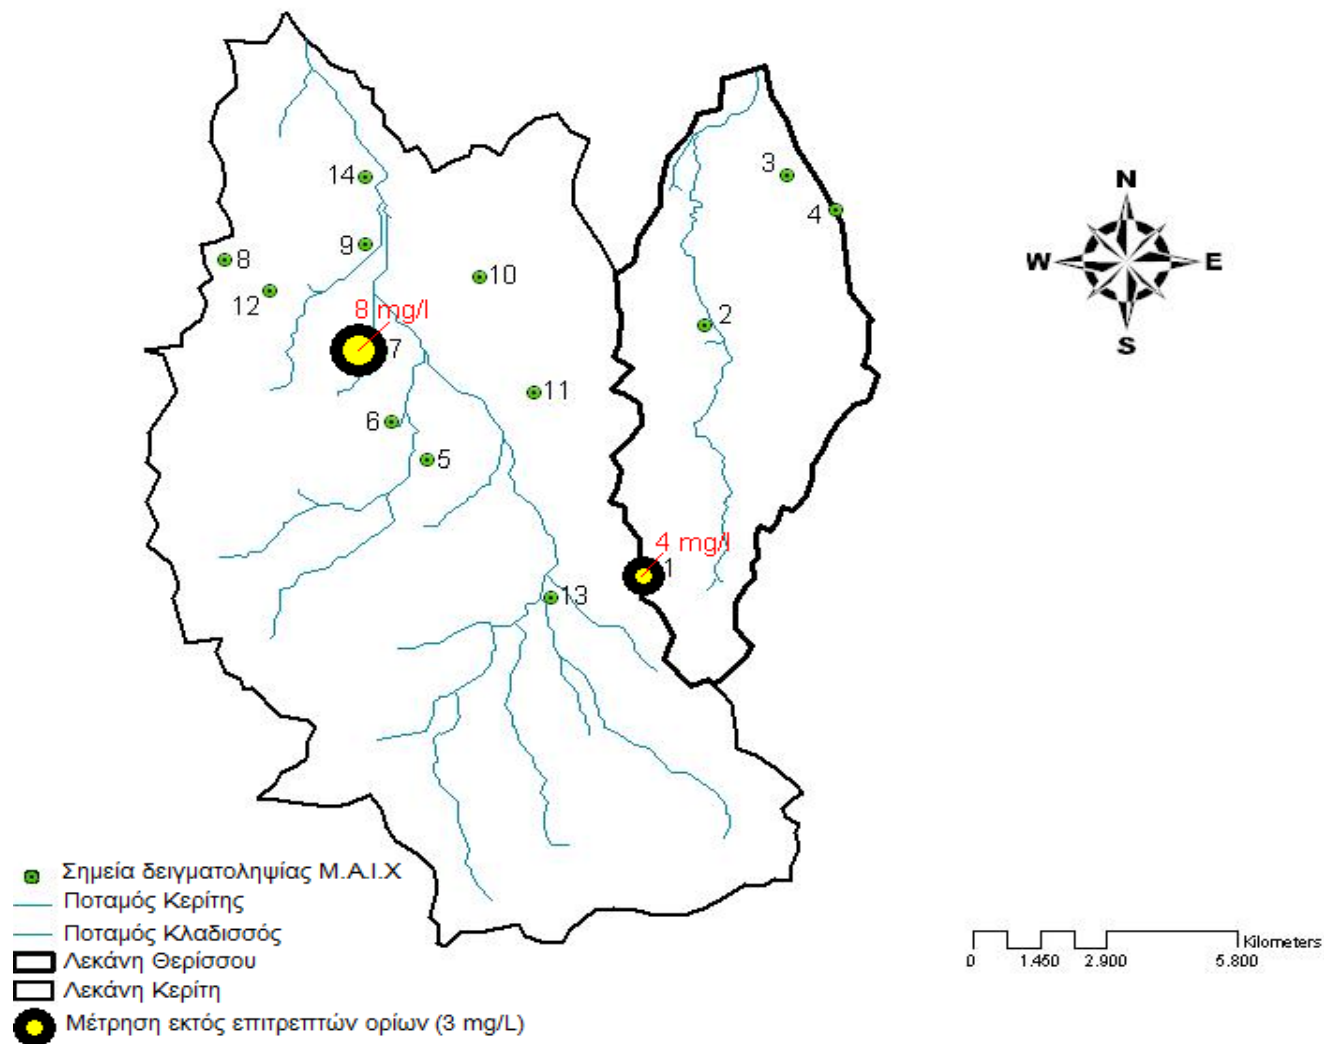 N
W E
S
3
14
4
9
8
10
12
8 mg/l
2
7
11
6
5
4 mg/l
1
13
Σημεία δειγματοληψίας Μ.Α.Ι.Χ
Ποταμός Κερίτης
Ποταμός Κλαδισσός
Λεκάνη Θερίσσου
Λεκάνη Κερίτη
Μέτρηση εκτός επιτρεπτών ορίων (3 mg/L)
Kilometers
0 1.450 2.900 5.800